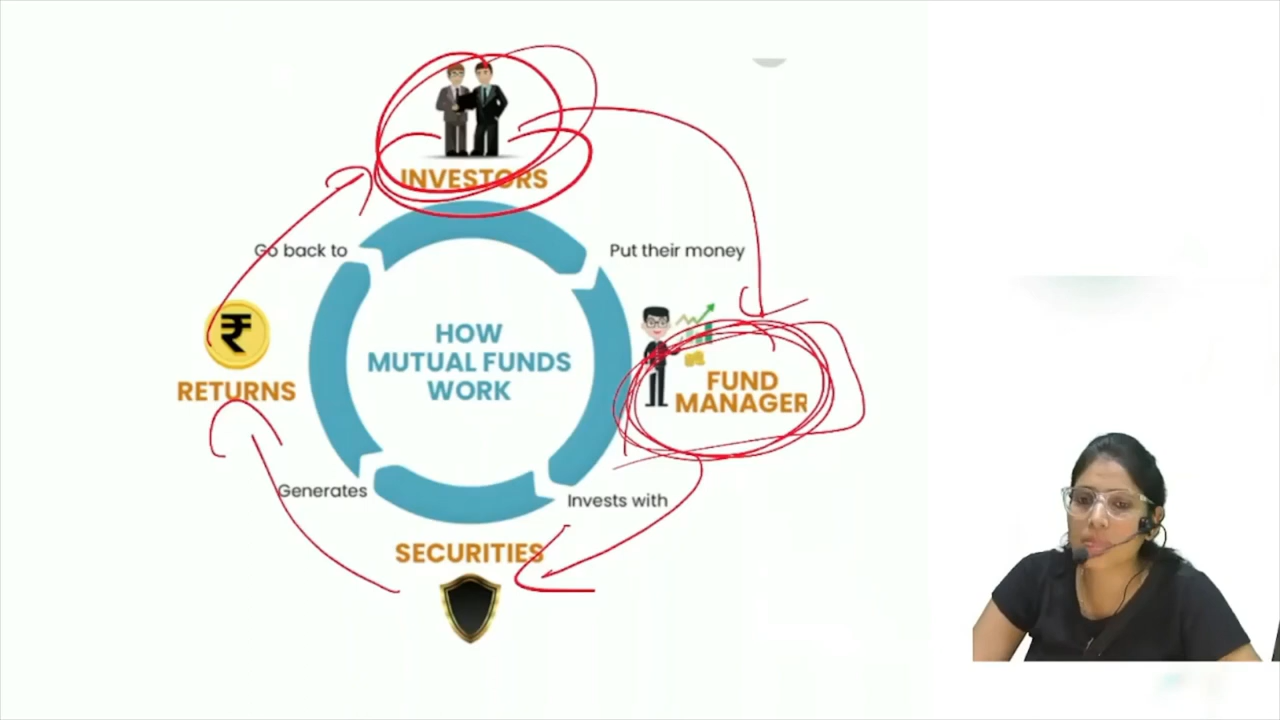 INVESTORS
Go back to
Put their money
₹
HOW
MUTUAL FUNDS
WORK
RETURNS
FUND
MANAGER
Generates
Invests with
SECURITIES